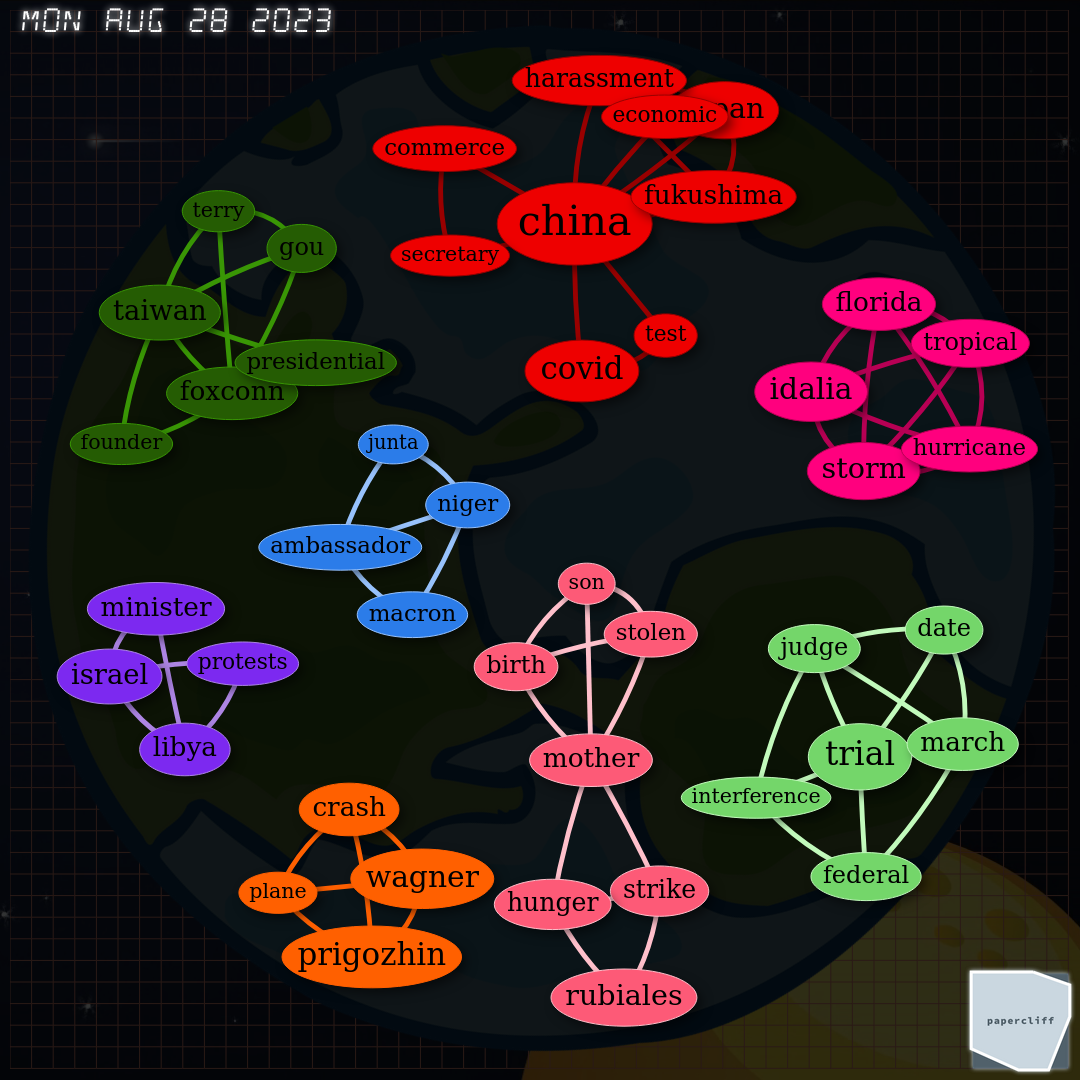 MON AUG 28 2023
harassment
economic
commerce
china
fukushima
secretary
test
covid
terry
gou
taiwan
presidential
foxconn
founder
florida
tropical
idalia
hurricane
storm
junta
niger
ambassador
macron
minister
protests
israel
libya
son
stolen
birth
mother
hunger
strike
rubiales
judge
date
trial
march
interference
federal
crash
wagner
plane
prigozhin
papercliff